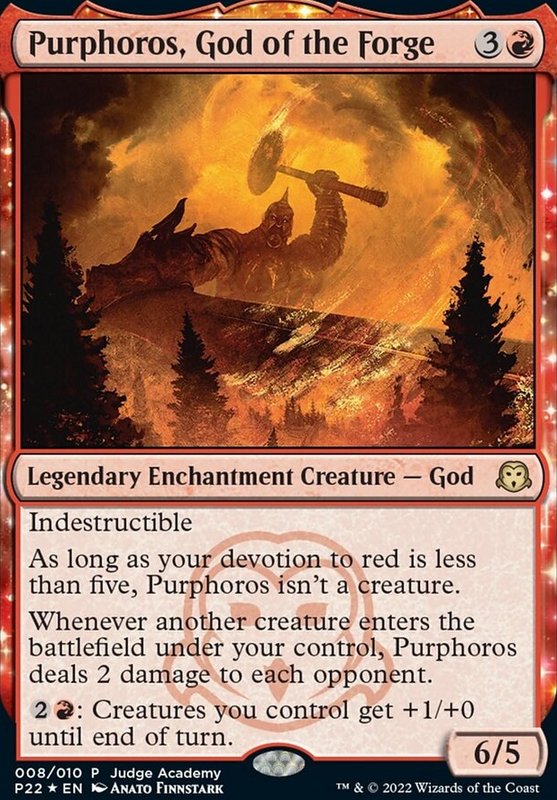 Purphoros, God of the Forge 3
Legendary Enchantment Creature — God
Indestructible
As long as your devotion to red is less
than five, Purphoros isn't a creature.
Whenever another creature enters the
battlefield under your control, Purphoros
deals 2 damage to each opponent.
2 : Creatures you control get +1/+0
until end of turn.
6/5
008/010 P Judge Academy
P22 ★ EN Anato Finnstark
™ & © 2022 Wizards of the Coast